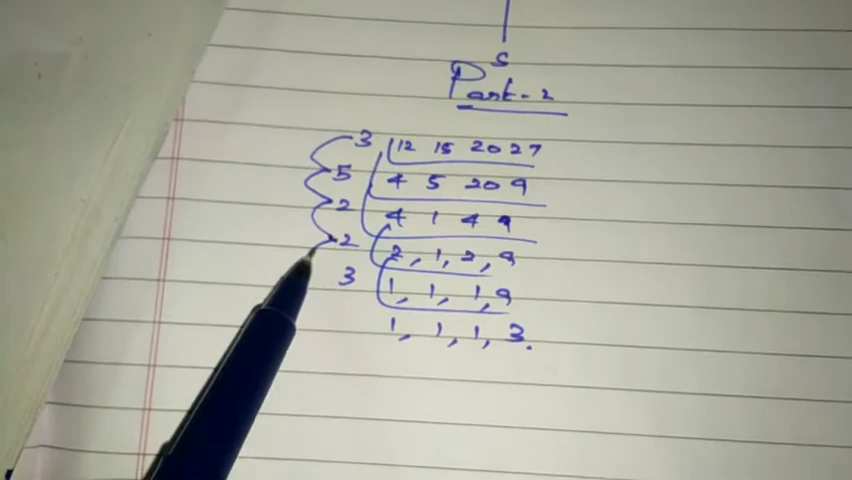 s
Part-2
3 12 15 20 27
5 4 5 20 9
2 4 1 4 9
2 2, 1, 2, 9
3 1, 1, 1, 9
1, 1, 1, 3.